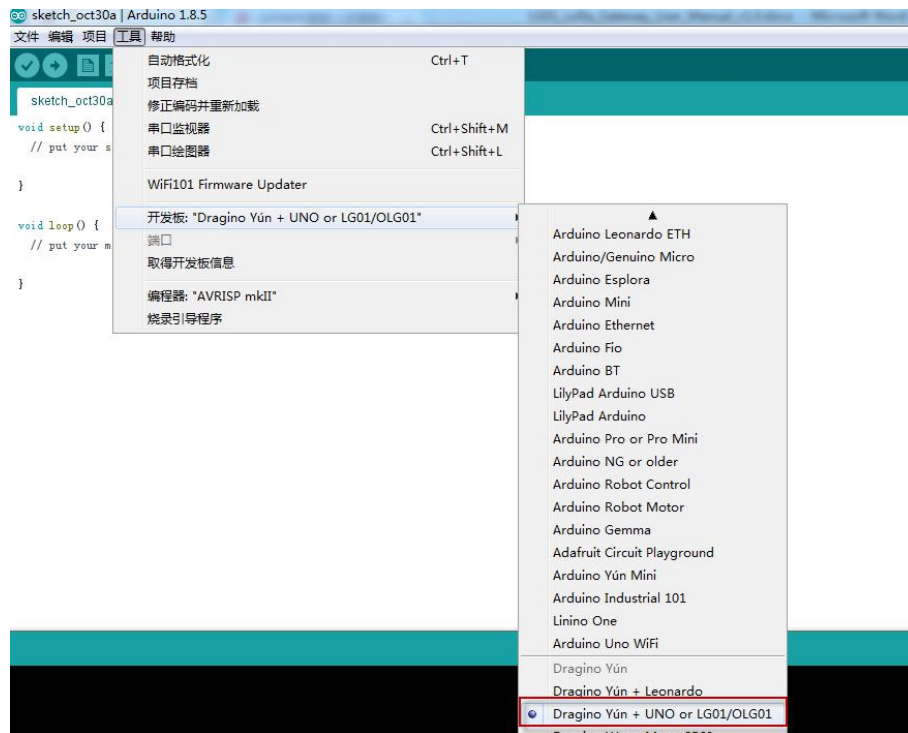 sketch_oct30a | Arduino 1.8.5
文件 编辑 项目 工具 帮助
sketch_oct30a
void setup() {
// put your s
}
void loop() {
// put your m
}
自动格式化 Ctrl+T
项目存档
修正编码并重新加载
串口监视器 Ctrl+Shift+M
串口绘图器 Ctrl+Shift+L
WiFi101 Firmware Updater
开发板: "Dragino Yún + UNO or LG01/OLG01"
端口
取得开发板信息
编程器: "AVRISP mkII"
烧录引导程序
Arduino Leonardo ETH
Arduino/Genuino Micro
Arduino Esplora
Arduino Mini
Arduino Ethernet
Arduino Fio
Arduino BT
LilyPad Arduino USB
LilyPad Arduino
Arduino Pro or Pro Mini
Arduino NG or older
Arduino Robot Control
Arduino Robot Motor
Arduino Gemma
Adafruit Circuit Playground
Arduino Yún Mini
Arduino Industrial 101
Linino One
Arduino Uno WiFi
Dragino Yún
Dragino Yún + Leonardo
Dragino Yún + UNO or LG01/OLG01